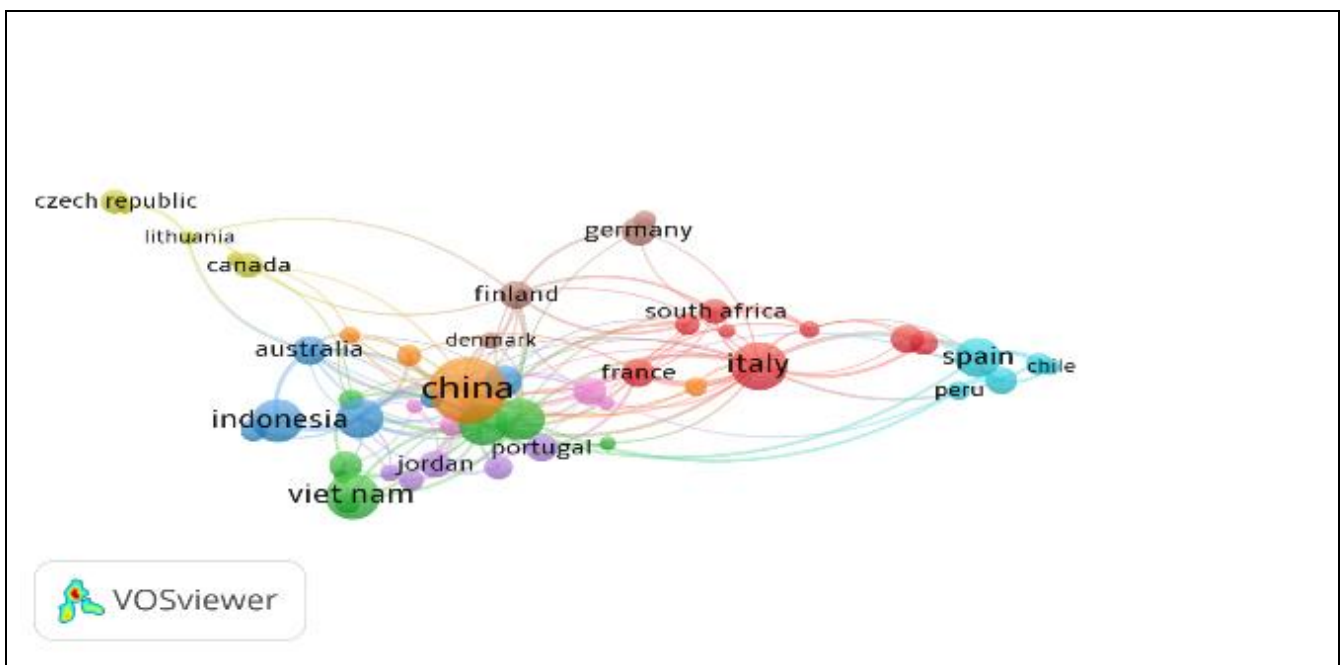 czech republic
lithuania
canada
germany
finland
south africa
denmark
australia
france
italy
spain
chile
china
peru
indonesia
portugal
jordan
viet nam
VOSviewer